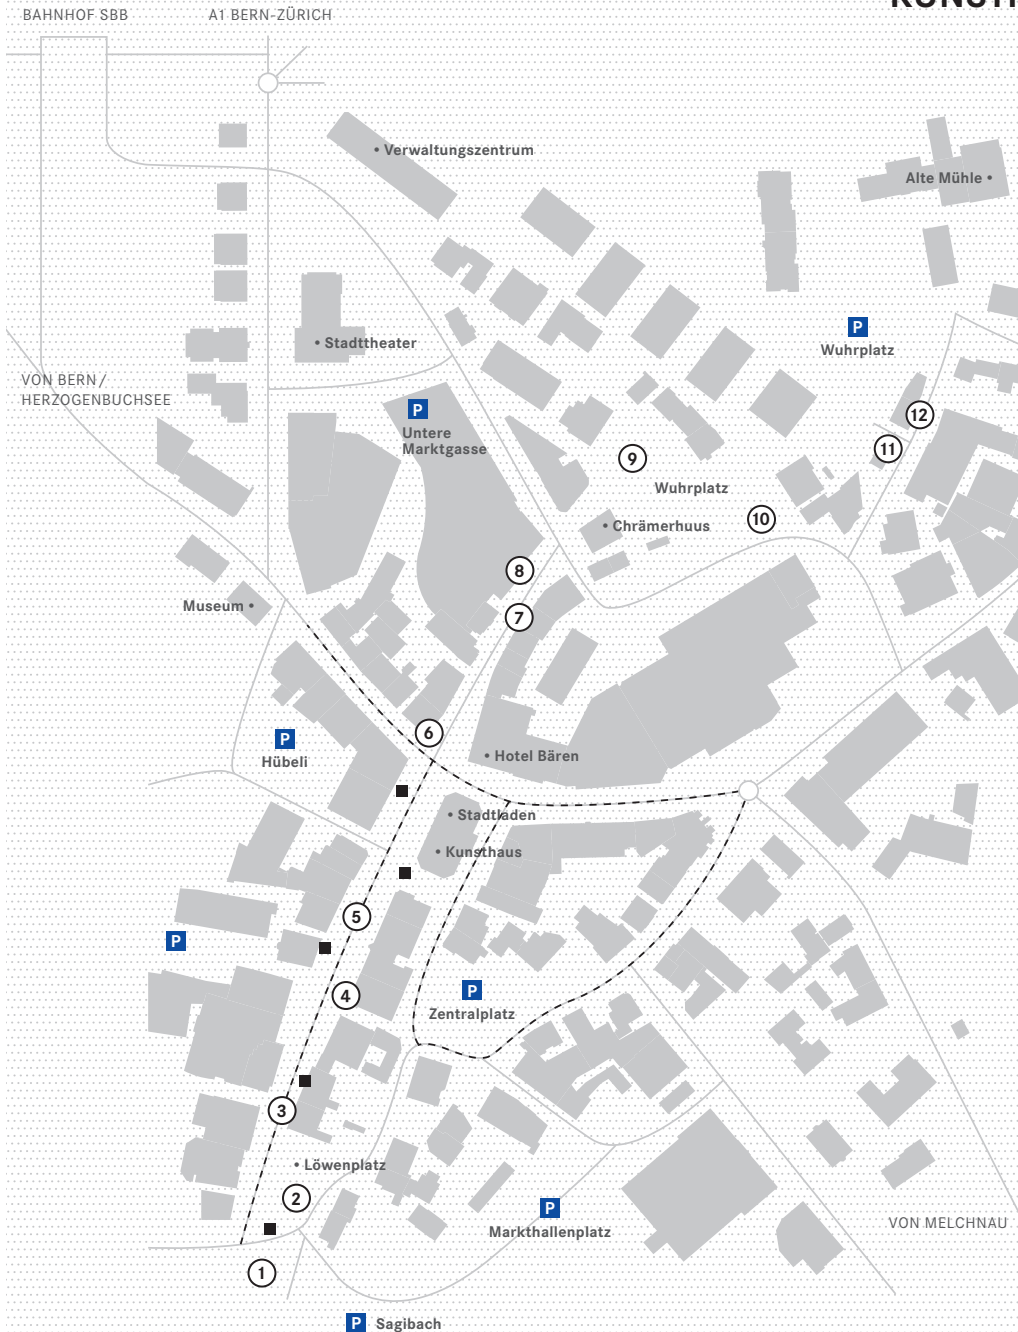 BAHNHOF SBB
A1 BERN-ZÜRICH
• Verwaltungszentrum
Alte Mühle •
P
Wuhrplatz
• Stadttheater
VON BERN/
HERZOGENBUCHSEE
P
Untere
Marktgasse
12
11
9
Wuhrplatz
10
• Chrämerhuus
8
Museum •
7
6
P
Hübeli
• Hotel Bären
• Stadtladen
• Kunsthaus
5
P
4
P
Zentralplatz
3
• Löwenplatz
2
P
Markthallenplatz
VON MELCHNAU
1
P Sagibach